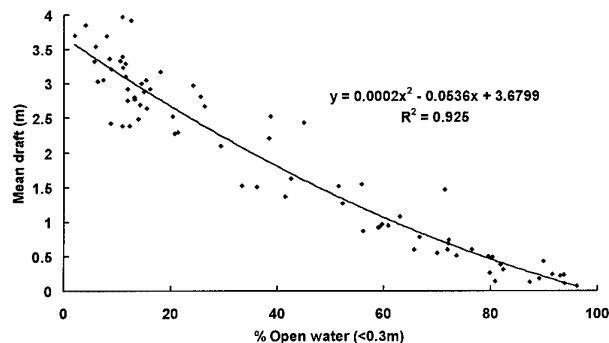 4
3.5
3
2.5
2
1.5
1
0.5
0
Mean draft (m)
y = 0.0002x² - 0.0536x + 3.6799
R² = 0.925
0 20 40 60 80 100
% Open water (<0.3m)